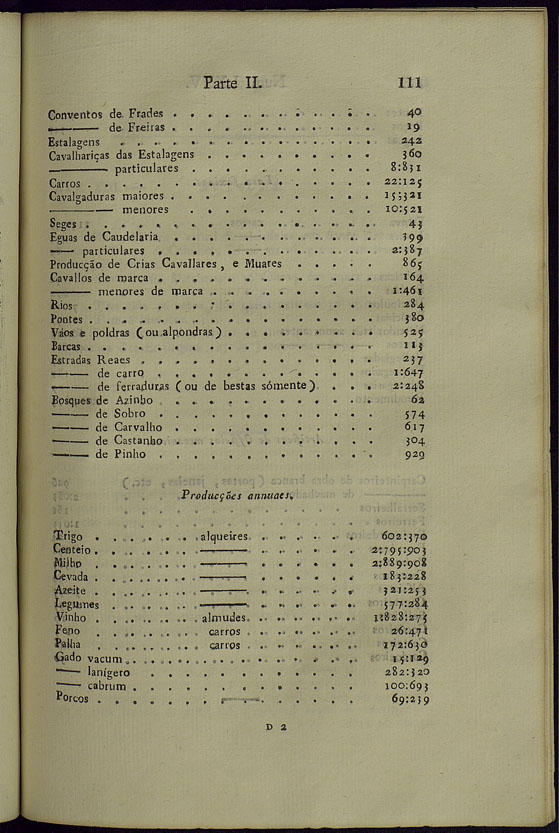 Parte II. 111
Conventos de Frades . . . . . . . . . . 40
——— de Freiras . . . . . . . . . . 19
Estalagens . . . . . . . . . . 242
Cavalhariças das Estalagens . . . . . . . . . . 360
——— particulares . . . . . . . . . . 8:831
Carros . . . . . . . . . . 22:125
Cavalgaduras maiores . . . . . . . . . . 15:321
——— menores . . . . . . . . . . 10:521
Seges . . . . . . . . . . 43
Eguas de Caudelaria . . . . . . . . . . 399
—— particulares . . . . . . . . . . 2:387
Producção de Crias Cavallares, e Muares . . . . 865
Cavallos de marca . . . . . . . . . . 164
——— menores de marca . . . . . . . . . . 1:461
Rios . . . . . . . . . . 284
Pontes . . . . . . . . . . 380
Váos e poldras (ou alpondras) . . . . . . . . . . 525
Barcas . . . . . . . . . . 113
Estradas Reaes . . . . . . . . . . 237
——— de carro . . . . . . . . . . 1:647
——— de ferraduras (ou de bestas sómente) . . . 2:248
Bosques de Azinho . . . . . . . . . . 62
——— de Sobro . . . . . . . . . . 574
——— de Carvalho . . . . . . . . . . 617
——— de Castanho . . . . . . . . . . 304
——— de Pinho . . . . . . . . . . 929
Producções annuaes.
Trigo . . . . . . alqueires . . . . . . 602:370
Centeio . . . . . . ——— . . . . . . 2:795:903
Milho . . . . . . ——— . . . . . . 2:889:908
Cevada . . . . . . ——— . . . . . . 183:228
Azeite . . . . . . ——— . . . . . . 321:253
Legumes . . . . . . ——— . . . . . . 577:284
Vinho . . . . . . almudes . . . . . . 1:828:275
Feno . . . . . . carros . . . . . . 26:471
Palha . . . . . . carros . . . . . . 172:630
Gado vacum . . . . . . . . . . 15:129
—— lanígero . . . . . . . . . . 282:320
—— cabrum . . . . . . . . . . 100:693
Porcos . . . . . . ——— . . . . . . 69:239
D 2